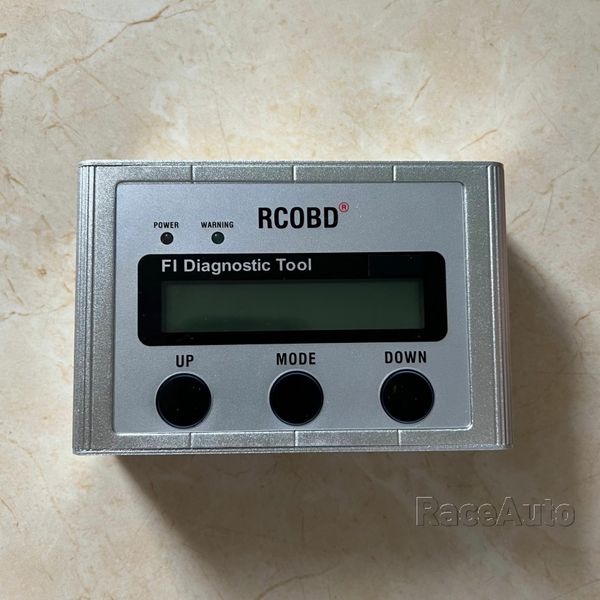 RCOBD®
POWER WARNING
FI Diagnostic Tool
UP MODE DOWN
RaceAuto